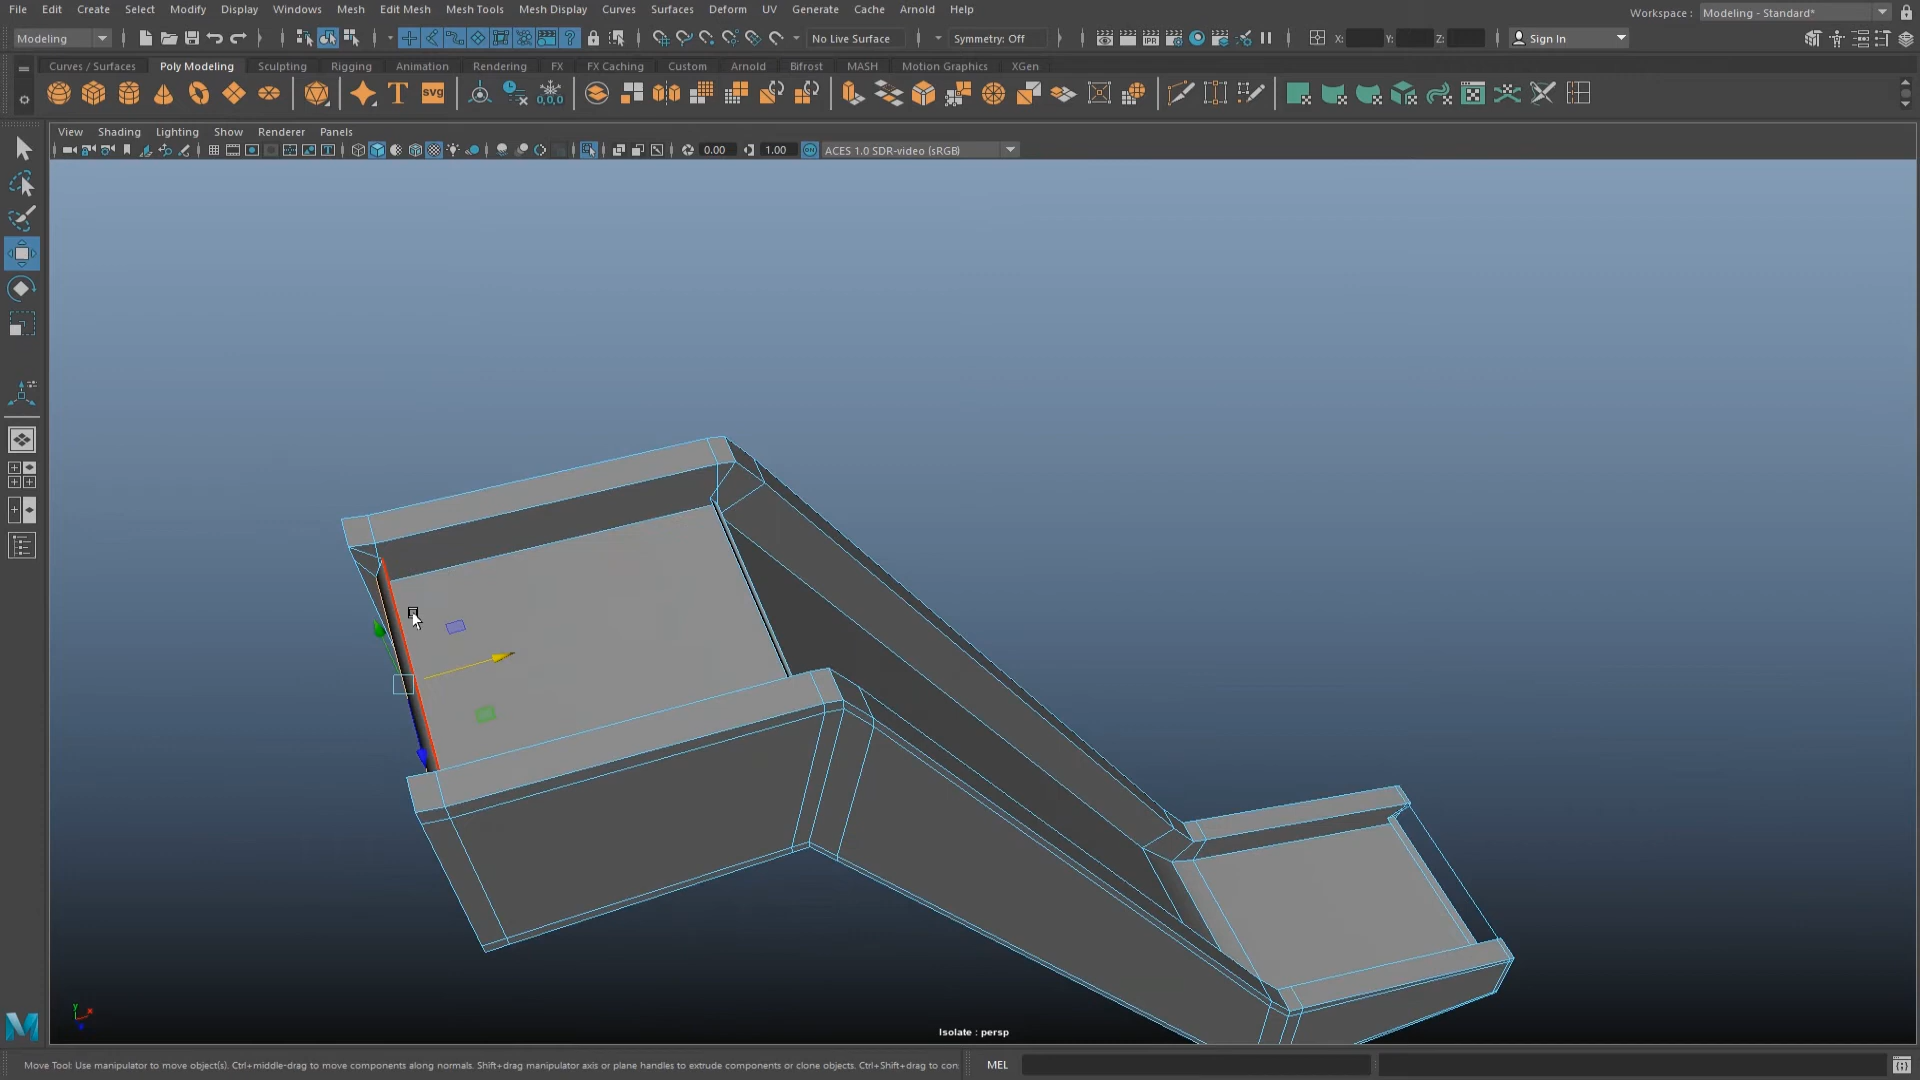 File Edit Create Select Modify Display Windows Mesh Edit Mesh Mesh Tools Mesh Display Curves Surfaces Deform UV Generate Cache Arnold Help
Workspace : Modeling - Standard*
Modeling
No Live Surface
Symmetry: Off
X: Y: Z:
Sign In
Curves / Surfaces Poly Modeling Sculpting Rigging Animation Rendering FX FX Caching Custom Arnold Bifrost MASH Motion Graphics XGen
T
SVG
0,0,0
View Shading Lighting Show Renderer Panels
0.00 1.00 ACES 1.0 SDR-video (sRGB)
Isolate : persp
Move Tool: Use manipulator to move object(s). Ctrl+middle-drag to move components along normals. Shift+drag manipulator axis or plane handles to extrude components or clone objects. Ctrl+Shift+drag to con
MEL